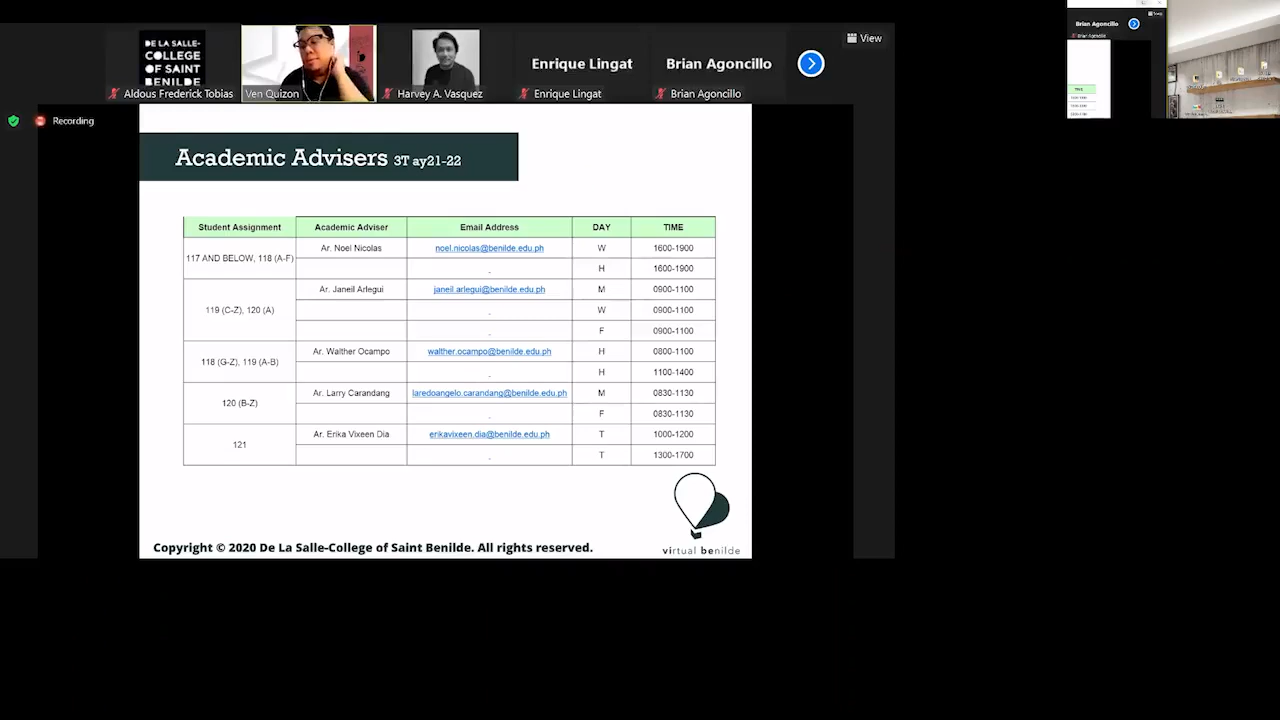 DE LA SALLE-
COLLEGE
OF SAINT
BENILDE
Enrique Lingat
Brian Agoncillo
View
Aldous Frederick Tobias
Ven Quizon
Harvey A. Vasquez
Enrique Lingat
Brian Agoncillo
Brian Agoncillo
Recording
Academic Advisers 3T ay21-22
Student Assignment Academic Adviser Email Address DAY TIME
117 AND BELOW, 118 (A-F) Ar. Noel Nicolas noel.nicolas@benilde.edu.ph W 1600-1900
H 1600-1900
119 (C-Z), 120 (A) Ar. Janeil Arlegui janeil.arlegui@benilde.edu.ph M 0900-1100
W 0900-1100
F 0900-1100
118 (G-Z), 119 (A-B) Ar. Walther Ocampo walther.ocampo@benilde.edu.ph H 0800-1100
H 1100-1400
120 (B-Z) Ar. Larry Carandang laredoangelo.carandang@benilde.edu.ph M 0830-1130
F 0830-1130
121 Ar. Erika Vixeen Dia erikavixeen.dia@benilde.edu.ph T 1000-1200
T 1300-1700
virtual benilde
Copyright © 2020 De La Salle-College of Saint Benilde. All rights reserved.